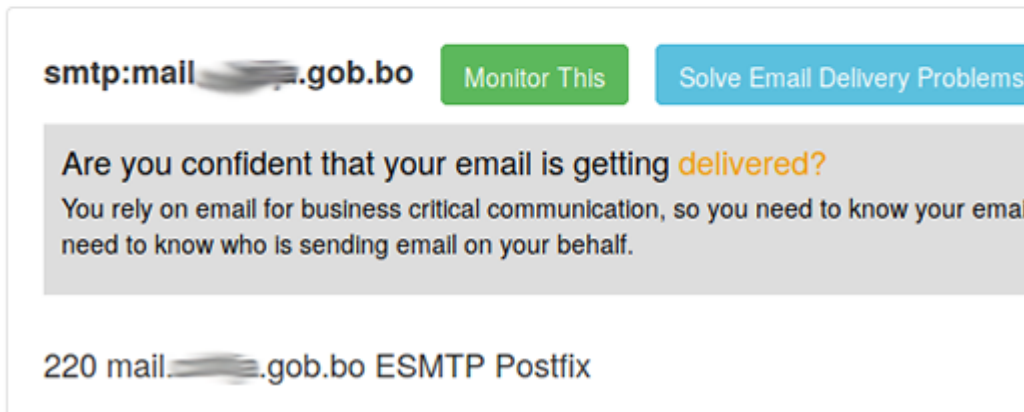 smtp:mail .gob.bo Monitor This Solve Email Delivery Problems
Are you confident that your email is getting delivered?
You rely on email for business critical communication, so you need to know your emai
need to know who is sending email on your behalf.
220 mail. .gob.bo ESMTP Postfix